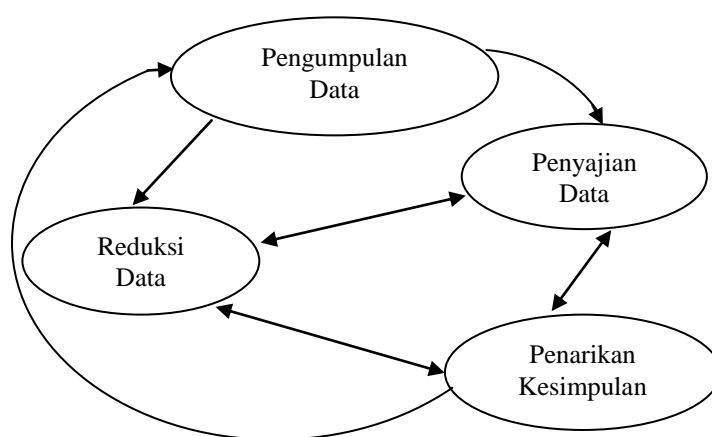 Pengumpulan
Data
Penyajian
Data
Reduksi
Data
Penarikan
Kesimpulan